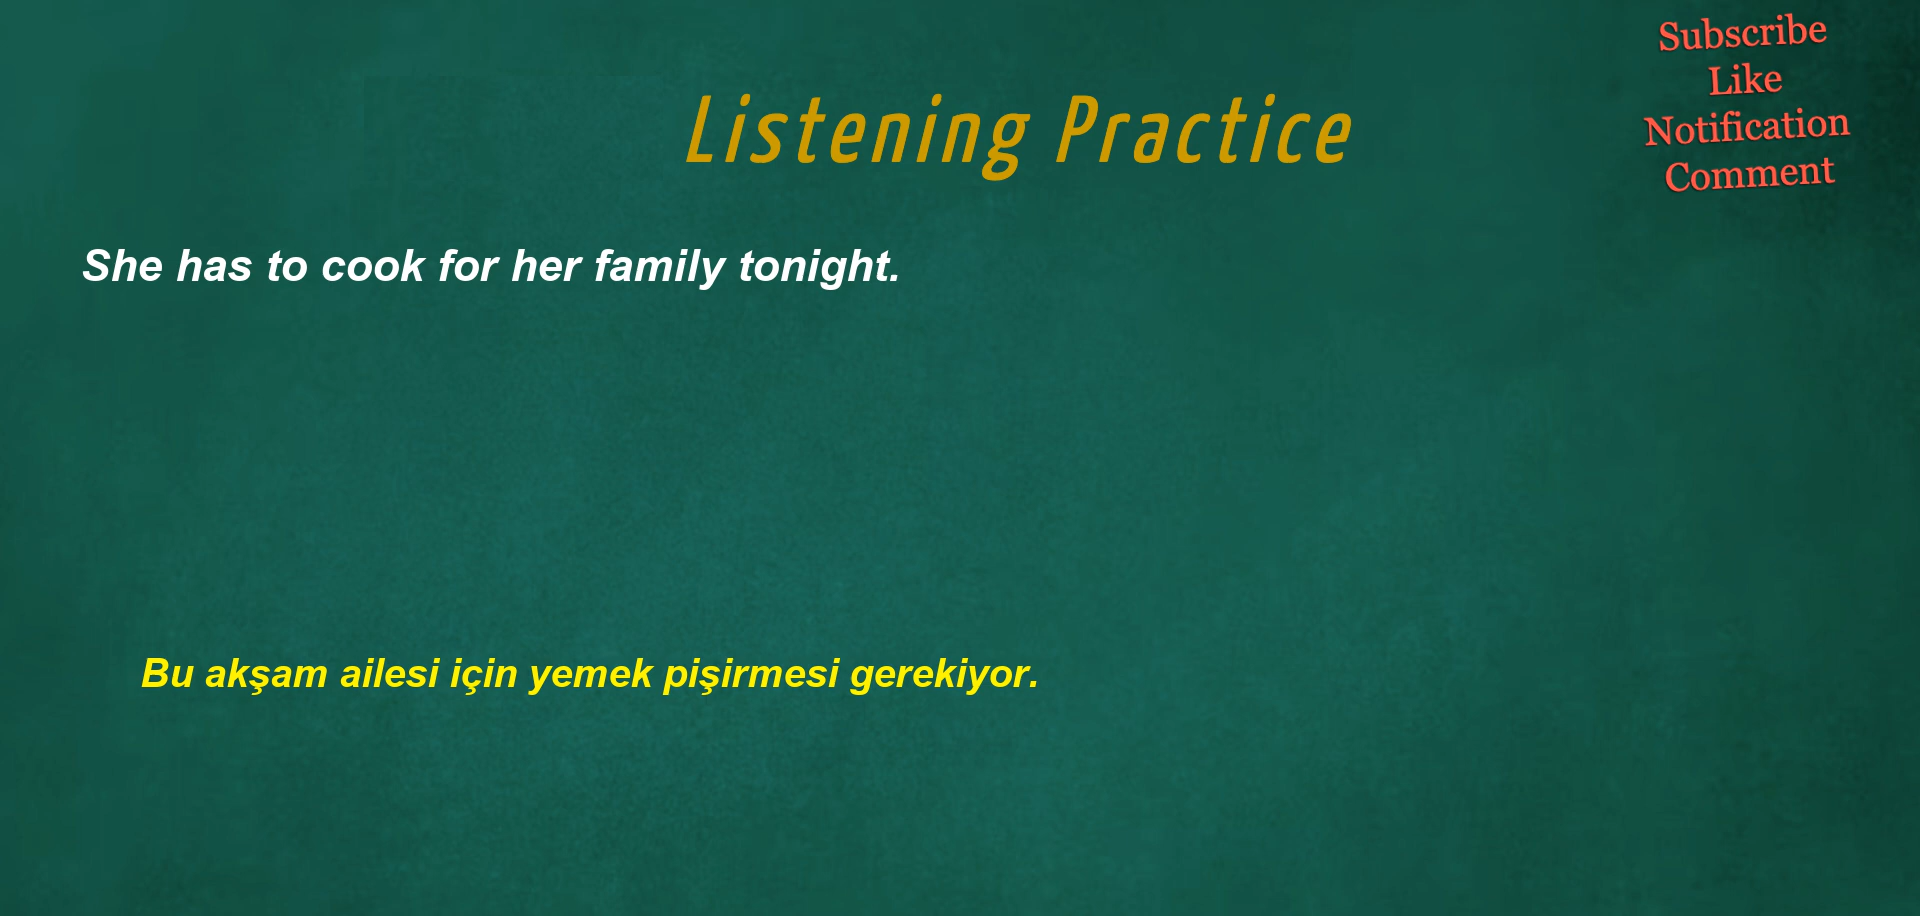 Subscribe
Like
Notification
Comment
Listening Practice
She has to cook for her family tonight.
Bu akşam ailesi için yemek pişirmesi gerekiyor.